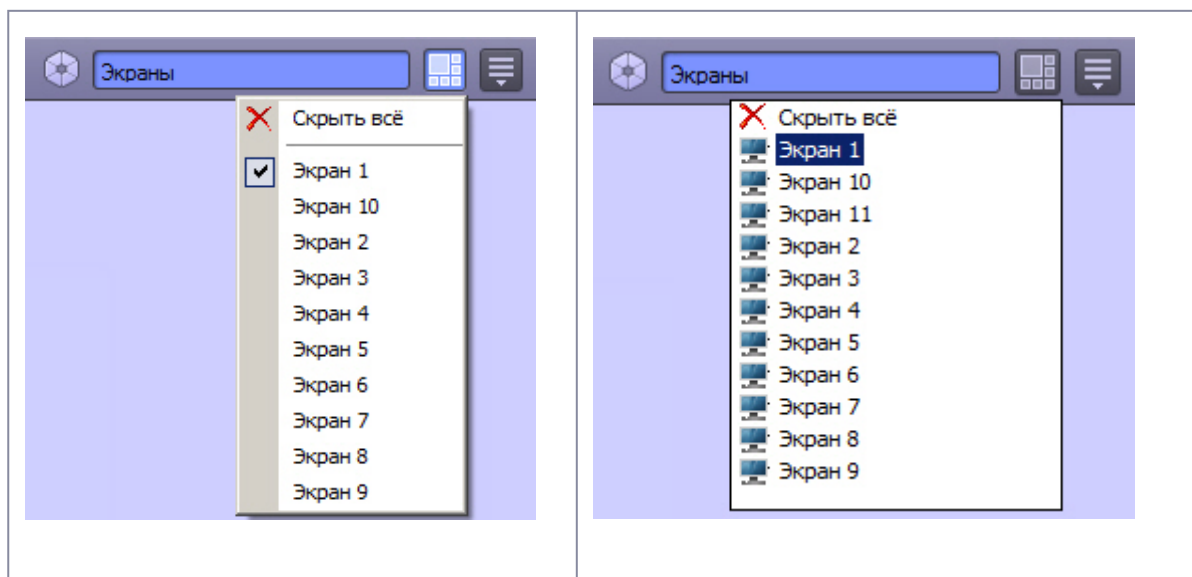 Экраны
Скрыть всё
Экран 1
Экран 10
Экран 2
Экран 3
Экран 4
Экран 5
Экран 6
Экран 7
Экран 8
Экран 9
Экраны
Скрыть всё
Экран 1
Экран 10
Экран 11
Экран 2
Экран 3
Экран 4
Экран 5
Экран 6
Экран 7
Экран 8
Экран 9